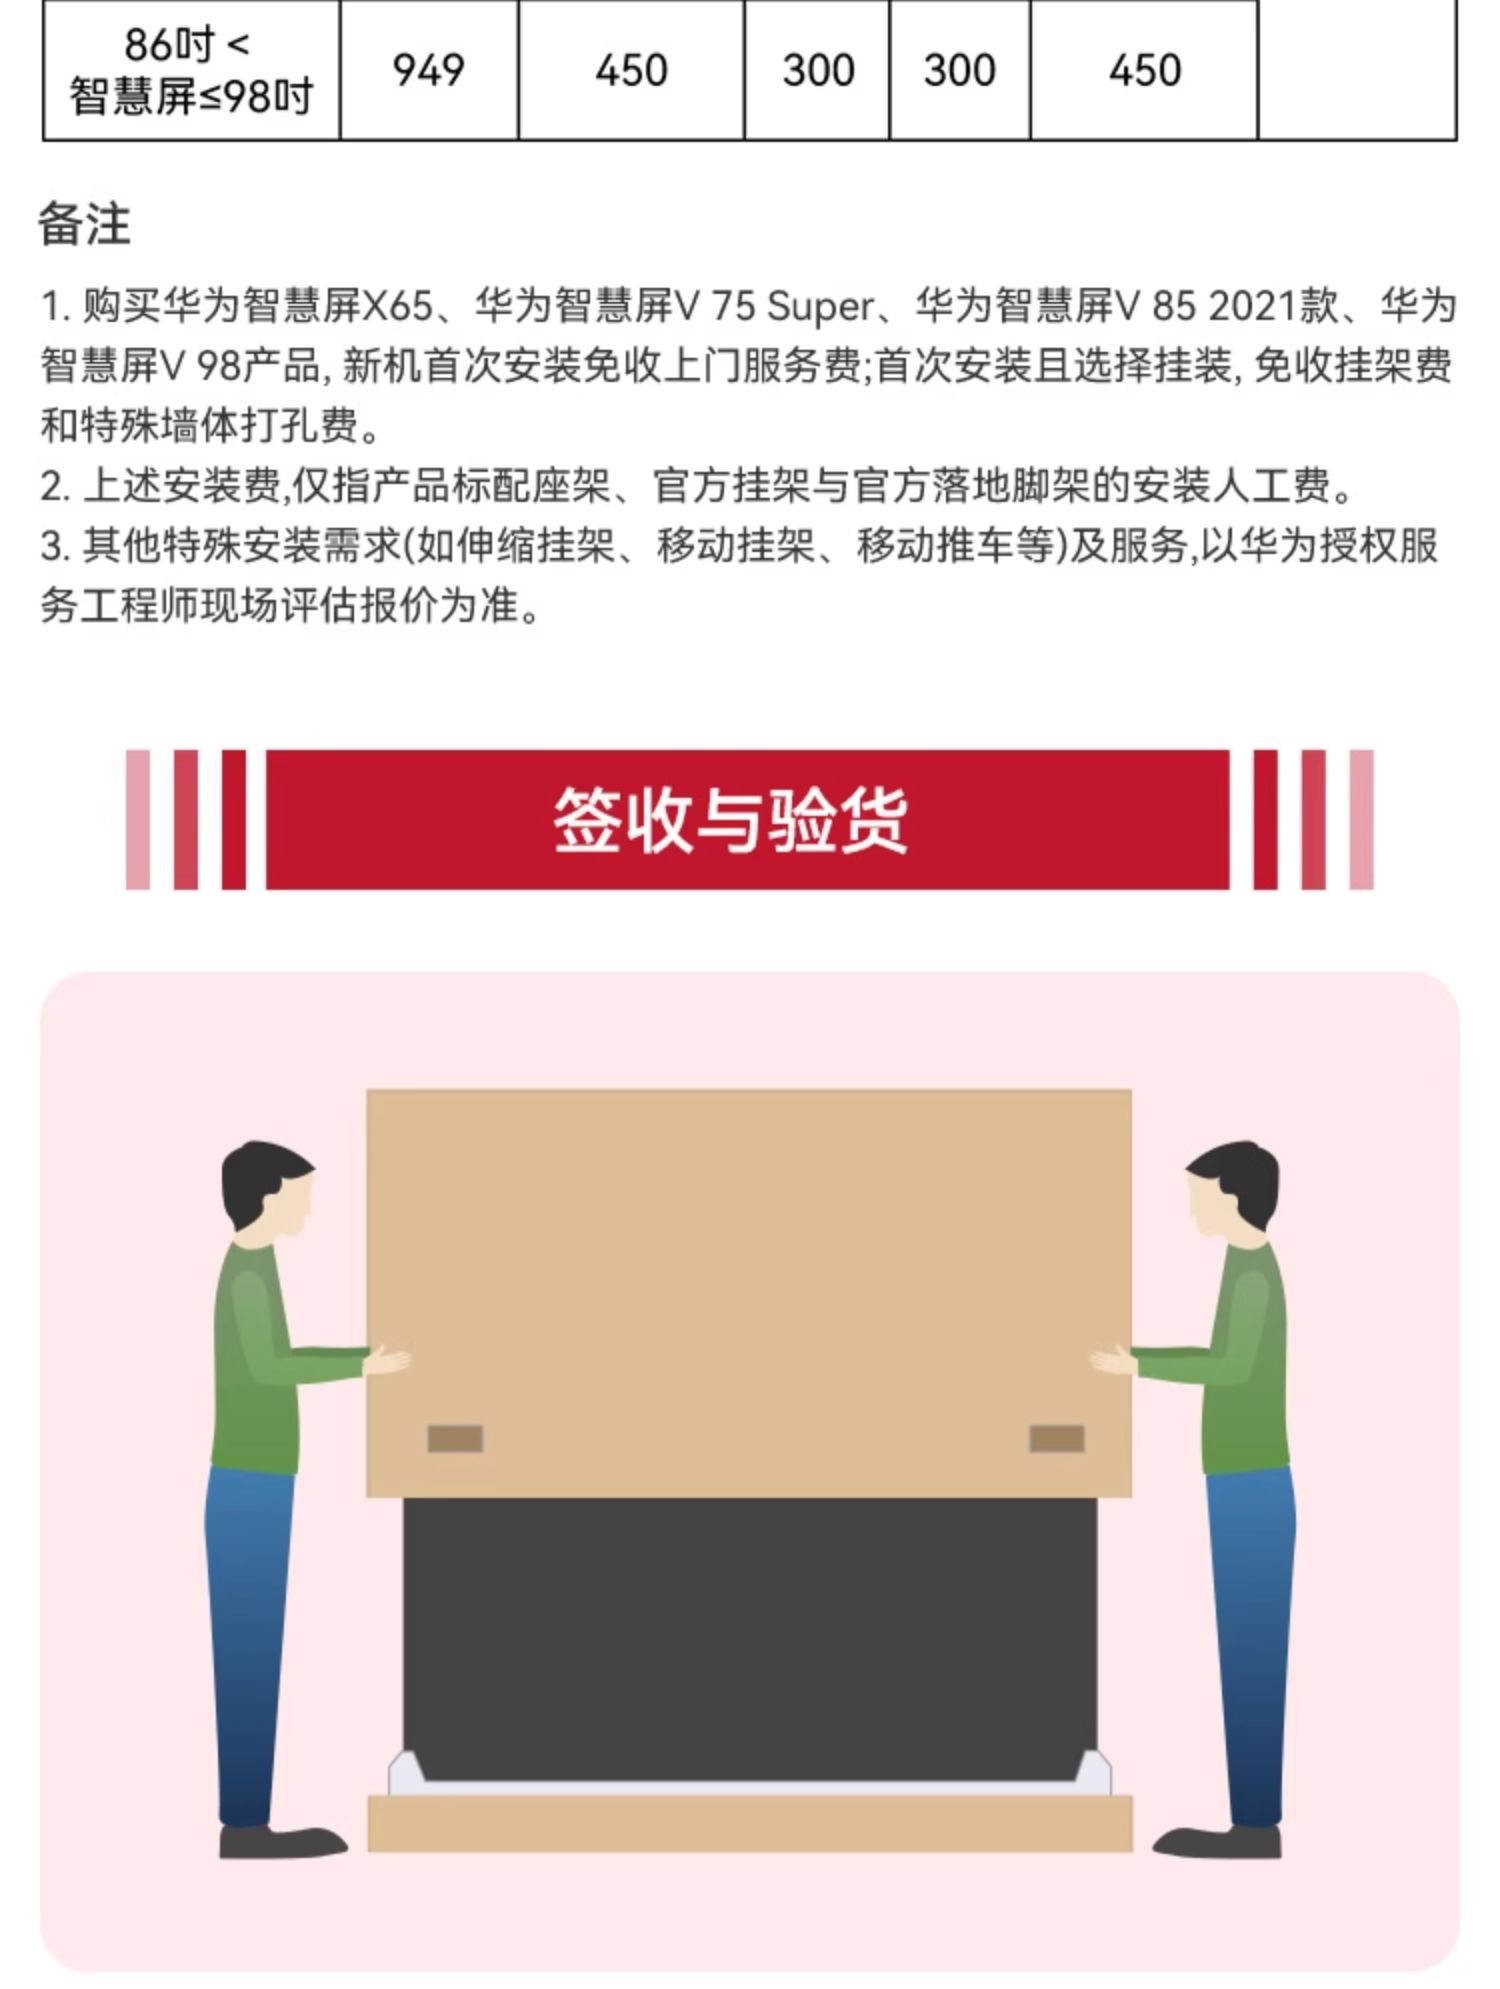 86吋 <
智慧屏≤98吋
949
450
300
300
450
备注
1. 购买华为智慧屏X65、华为智慧屏V 75 Super、华为智慧屏V 85 2021款、华为
智慧屏V 98产品, 新机首次安装免收上门服务费;首次安装且选择挂装, 免收挂架费
和特殊墙体打孔费。
2. 上述安装费,仅指产品标配座架、官方挂架与官方落地脚架的安装人工费。
3. 其他特殊安装需求(如伸缩挂架、移动挂架、移动推车等)及服务,以华为授权服
务工程师现场评估报价为准。
签收与验货